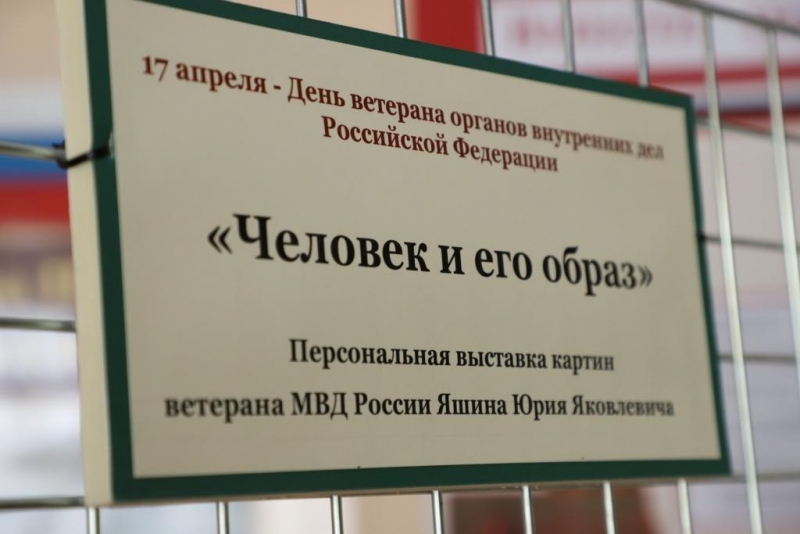 17 апреля - День ветерана органов внутренних дел
Российской Федерации
«Человек и его образ»
Персональная выставка картин
ветерана МВД России Яшина Юрия Яковлевича